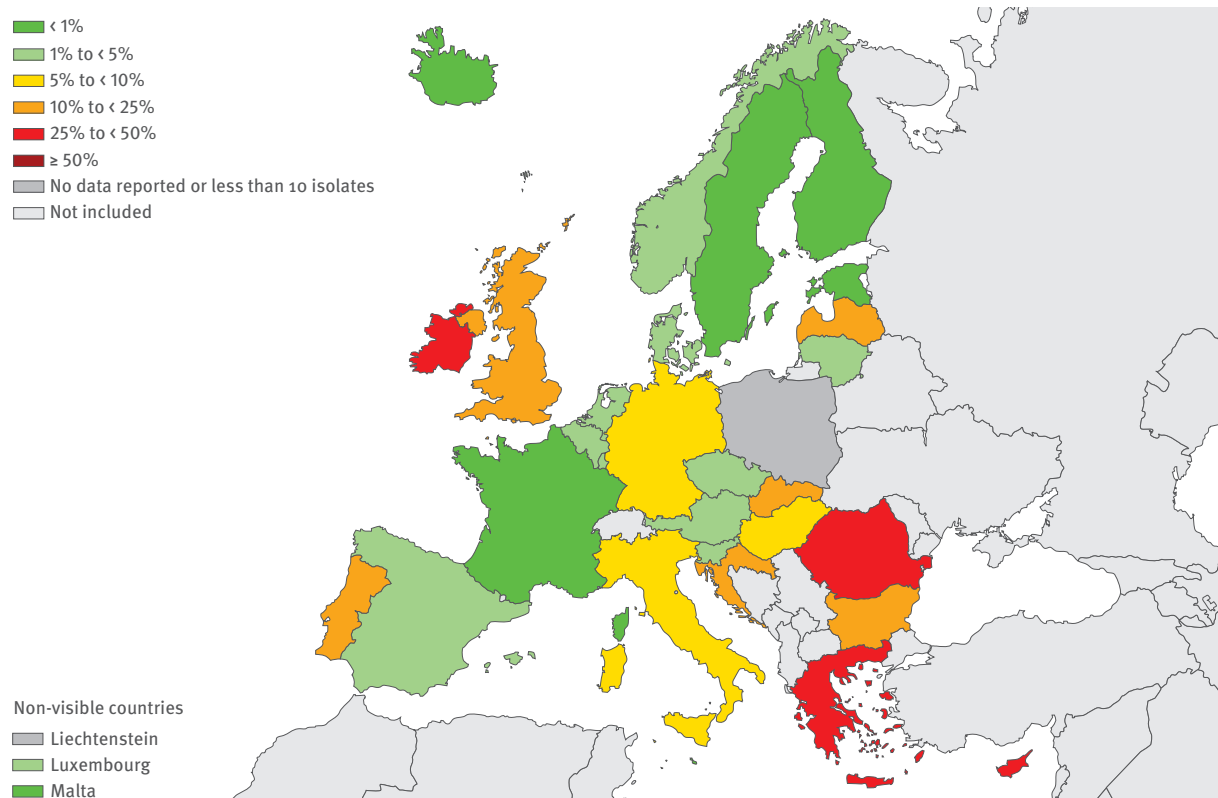 < 1%
1% to < 5%
5% to < 10%
10% to < 25%
25% to < 50%
≥ 50%
No data reported or less than 10 isolates
Not included
Non-visible countries
Liechtenstein
Luxembourg
Malta